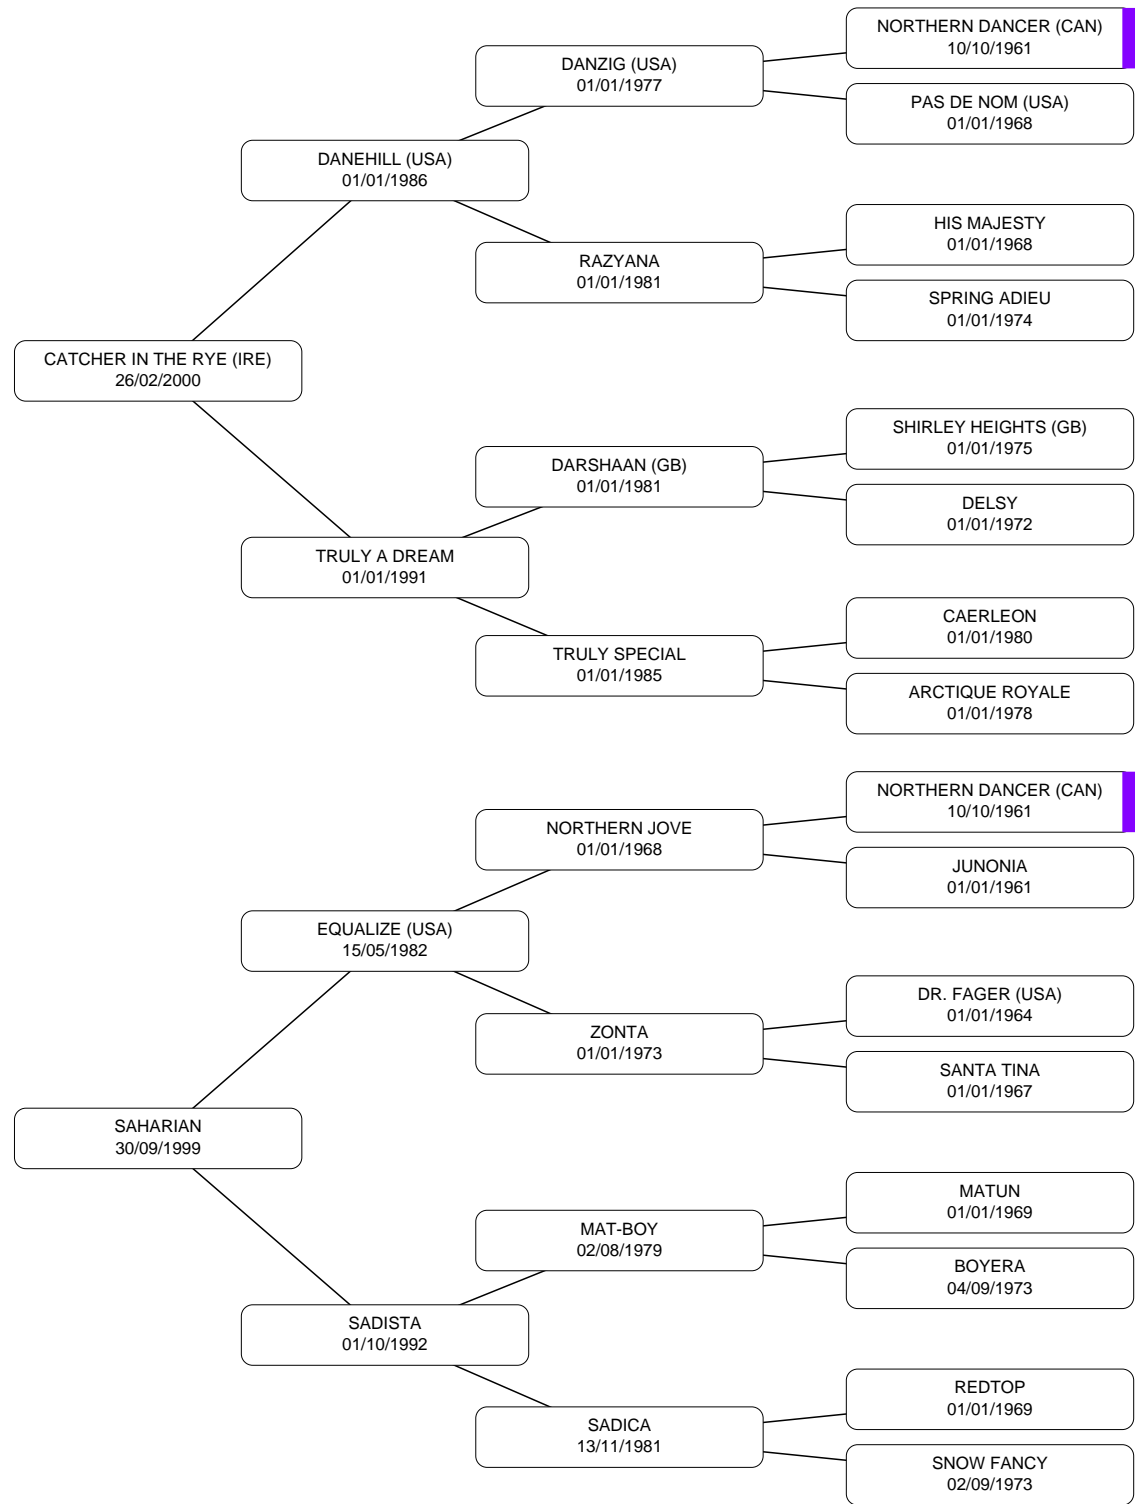 NORTHERN DANCER (CAN)
10/10/1961
DANZIG (USA)
01/01/1977
PAS DE NOM (USA)
01/01/1968
DANEHILL (USA)
01/01/1986
HIS MAJESTY
01/01/1968
RAZYANA
01/01/1981
SPRING ADIEU
01/01/1974
CATCHER IN THE RYE (IRE)
26/02/2000
SHIRLEY HEIGHTS (GB)
01/01/1975
DARSHAAN (GB)
01/01/1981
DELSY
01/01/1972
TRULY A DREAM
01/01/1991
CAERLEON
01/01/1980
TRULY SPECIAL
01/01/1985
ARCTIQUE ROYALE
01/01/1978
NORTHERN DANCER (CAN)
10/10/1961
NORTHERN JOVE
01/01/1968
JUNONIA
01/01/1961
EQUALIZE (USA)
15/05/1982
DR. FAGER (USA)
01/01/1964
ZONTA
01/01/1973
SANTA TINA
01/01/1967
SAHARIAN
30/09/1999
MATUN
01/01/1969
MAT-BOY
02/08/1979
BOYERA
04/09/1973
SADISTA
01/10/1992
REDTOP
01/01/1969
SADICA
13/11/1981
SNOW FANCY
02/09/1973